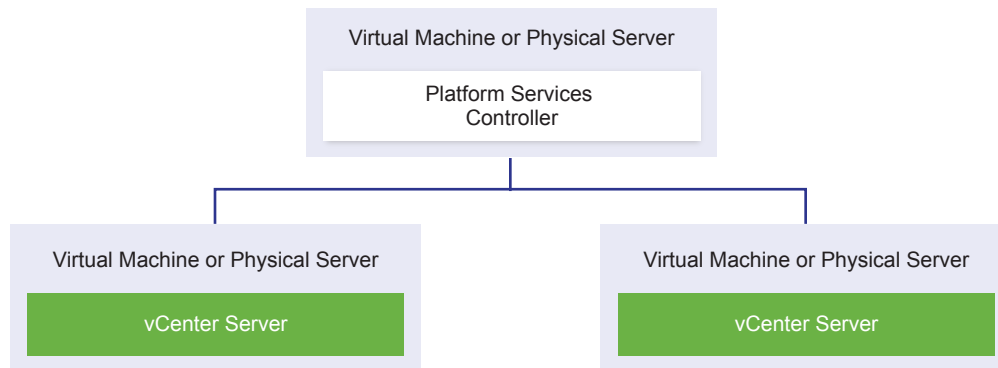 Virtual Machine or Physical Server
Platform Services
Controller
Virtual Machine or Physical Server
vCenter Server
Virtual Machine or Physical Server
vCenter Server